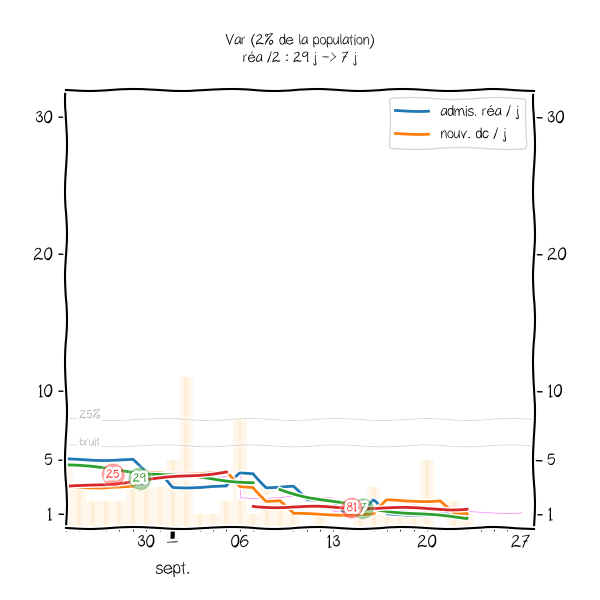 Var (2% de la population)
réa /2 : 29 j -> 7 j
admis. réa / j
nouv. dc / j
30 30
20 20
10 10
25%
bruit
5 5
25 29 81 7
1 1
30 06 13 20 27
sept.